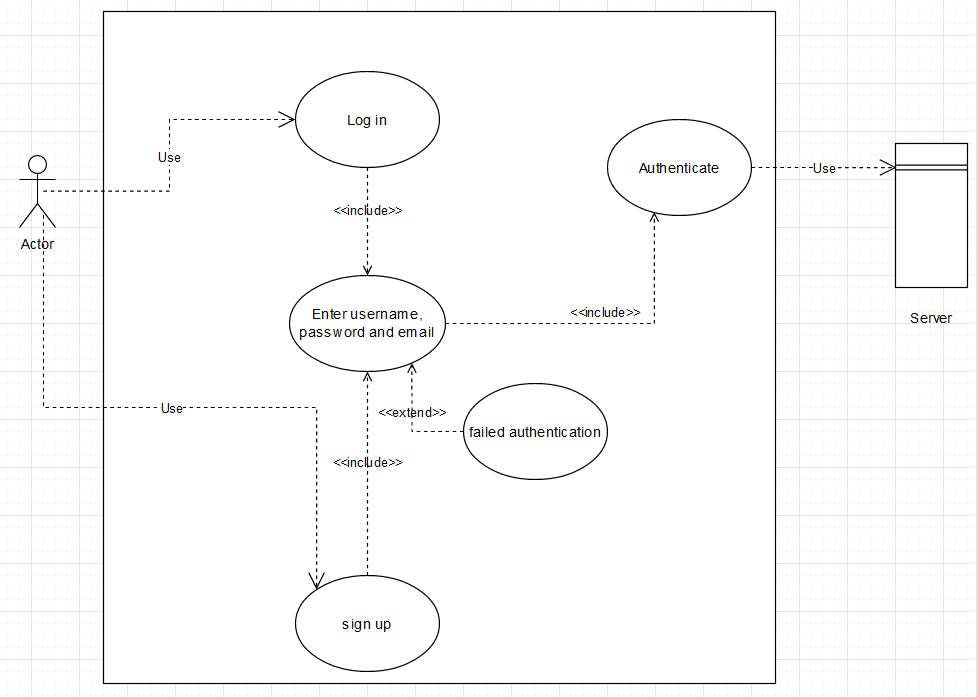 Log in
Use
Authenticate
Use
<<include>>
Actor
Enter username,
password and email
<<include>>
Server
Use
<<extend>>
failed authentication
<<include>>
sign up